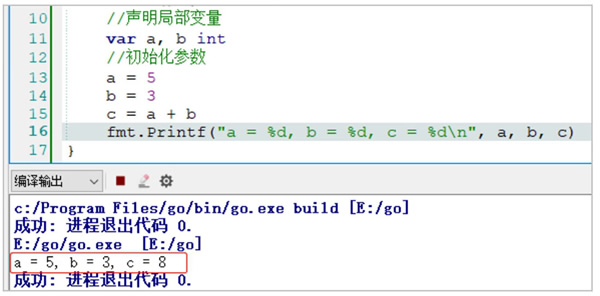 10 //声明局部变量
11 var a, b int
12 //初始化参数
13 a = 5
14 b = 3
15 c = a + b
16 fmt.Printf("a = %d, b = %d, c = %d\n", a, b, c)
17 }
编译输出
c:/Program Files/go/bin/go.exe build [E:/go]
成功: 进程退出代码 0.
E:/go/go.exe [E:/go]
a = 5, b = 3, c = 8
成功: 进程退出代码 0.